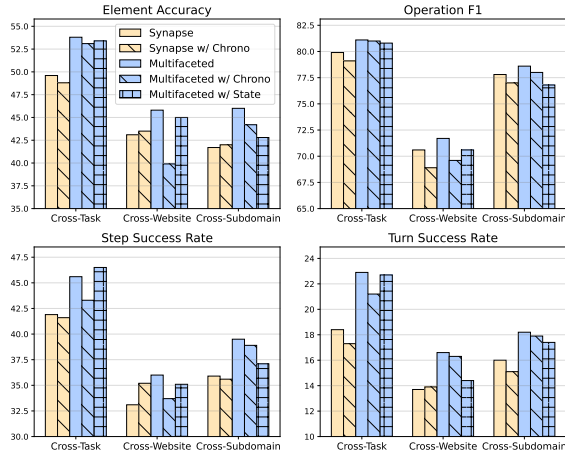 Element Accuracy
55.0
52.5
50.0
47.5
45.0
42.5
40.0
37.5
35.0
Synapse
Synapse w/ Chrono
Multifaceted
Multifaceted w/ Chrono
Multifaceted w/ State
Cross-Task
Cross-Website
Cross-Subdomain
Operation F1
82.5
80.0
77.5
75.0
72.5
70.0
67.5
65.0
Cross-Task
Cross-Website
Cross-Subdomain
Step Success Rate
47.5
45.0
42.5
40.0
37.5
35.0
32.5
30.0
Cross-Task
Cross-Website
Cross-Subdomain
Turn Success Rate
24
22
20
18
16
14
12
10
Cross-Task
Cross-Website
Cross-Subdomain